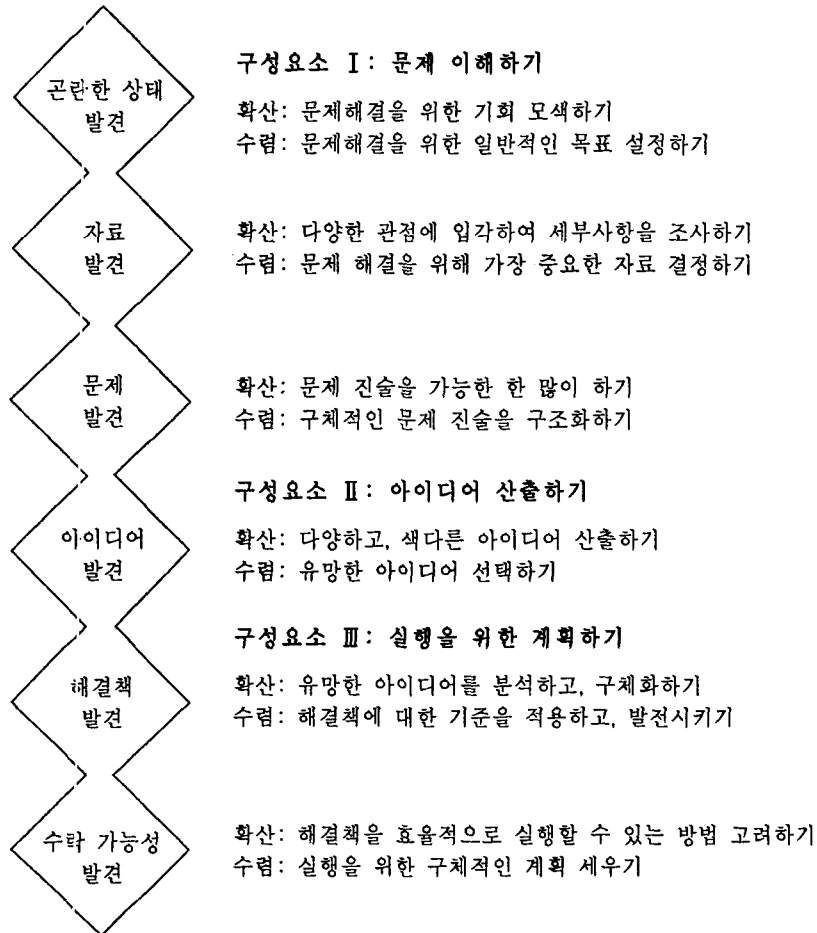 구성요소 Ⅰ: 문제 이해하기
곤란한 상태
발견
확산: 문제해결을 위한 기회 모색하기
수렴: 문제해결을 위한 일반적인 목표 설정하기
자료
발견
확산: 다양한 관점에 입각하여 세부사항을 조사하기
수렴: 문제 해결을 위해 가장 중요한 자료 결정하기
문제
발견
확산: 문제 진술을 가능한 한 많이 하기
수렴: 구체적인 문제 진술을 구조화하기
구성요소 Ⅱ: 아이디어 산출하기
아이디어
발견
확산: 다양하고, 색다른 아이디어 산출하기
수렴: 유망한 아이디어 선택하기
구성요소 Ⅲ: 실행을 위한 계획하기
해결책
발견
확산: 유망한 아이디어를 분석하고, 구체화하기
수렴: 해결책에 대한 기준을 적용하고, 발전시키기
수락 가능성
발견
확산: 해결책을 효율적으로 실행할 수 있는 방법 고려하기
수렴: 실행을 위한 구체적인 계획 세우기